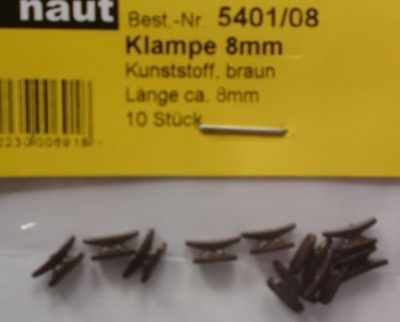 naut
Best.-Nr. 5401/08
Klampe 8mm
Kunststoff, braun
Länge ca. 8mm
10 Stück